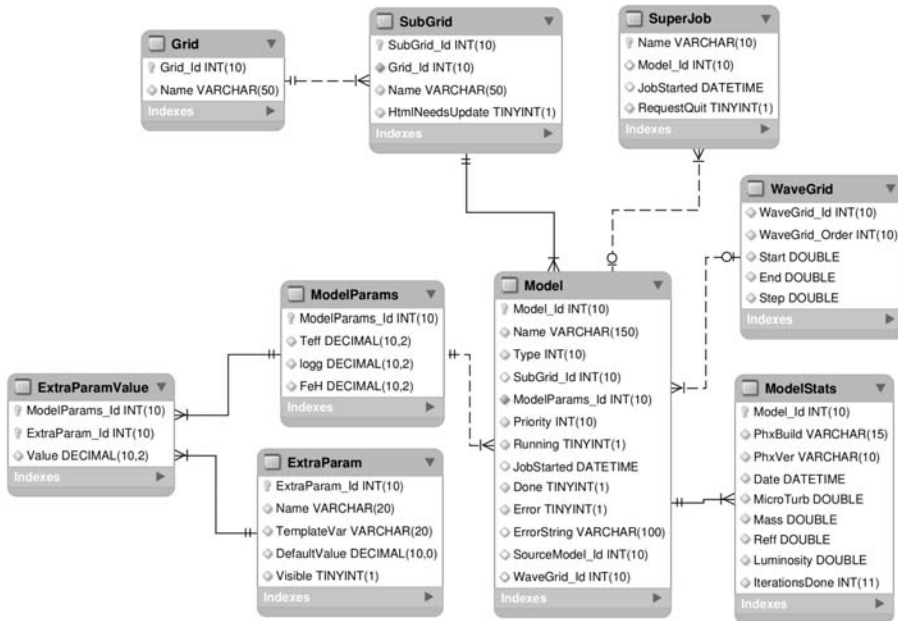 Grid
Grid_Id INT(10)
Name VARCHAR(50)
Indexes
SubGrid
SubGrid_Id INT(10)
Grid_Id INT(10)
Name VARCHAR(50)
HtmlNeedsUpdate TINYINT(1)
Indexes
SuperJob
Name VARCHAR(10)
Model_Id INT(10)
JobStarted DATETIME
RequestQuit TINYINT(1)
Indexes
WaveGrid
WaveGrid_Id INT(10)
WaveGrid_Order INT(10)
Start DOUBLE
End DOUBLE
Step DOUBLE
Indexes
ModelParams
ModelParams_Id INT(10)
Teff DECIMAL(10,2)
logg DECIMAL(10,2)
FeH DECIMAL(10,2)
Indexes
Model
Model_Id INT(10)
Name VARCHAR(150)
Type INT(10)
SubGrid_Id INT(10)
ModelParams_Id INT(10)
Priority INT(10)
Running TINYINT(1)
JobStarted DATETIME
Done TINYINT(1)
Error TINYINT(1)
ErrorString VARCHAR(100)
SourceModel_Id INT(10)
WaveGrid_Id INT(10)
Indexes
ExtraParamValue
ModelParams_Id INT(10)
ExtraParam_Id INT(10)
Value DECIMAL(10,2)
Indexes
ExtraParam
ExtraParam_Id INT(10)
Name VARCHAR(20)
TemplateVar VARCHAR(20)
DefaultValue DECIMAL(10,0)
Visible TINYINT(1)
Indexes
ModelStats
Model_Id INT(10)
PhxBuild VARCHAR(15)
PhxVer VARCHAR(10)
Date DATETIME
MicroTurb DOUBLE
Mass DOUBLE
Reff DOUBLE
Luminosity DOUBLE
IterationsDone INT(11)
Indexes